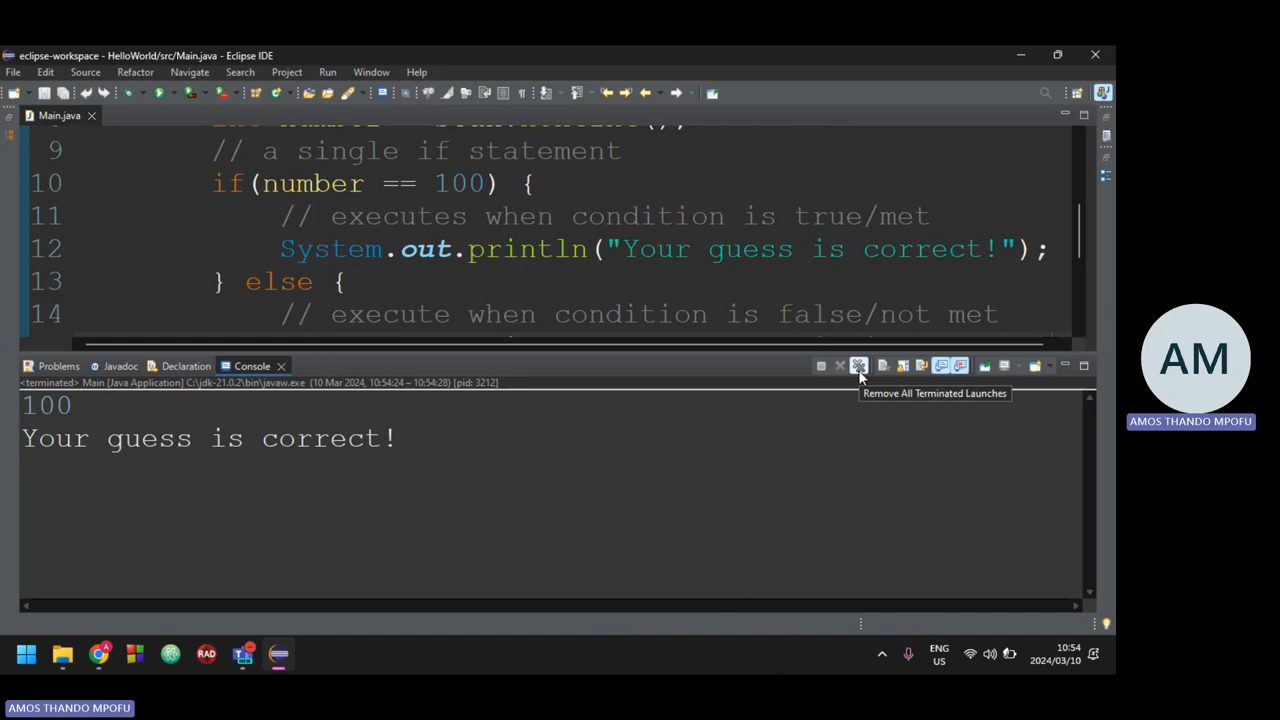 eclipse-workspace - HelloWorld/src/Main.java - Eclipse IDE
File Edit Source Refactor Navigate Search Project Run Window Help
Main.java
9 // a single if statement
10 if(number == 100) {
11 // executes when condition is true/met
12 System.out.println("Your guess is correct!");
13 } else {
14 // execute when condition is false/not met
Problems Javadoc Declaration Console
<terminated> Main [Java Application] C:\jdk-21.0.2\bin\javaw.exe (10 Mar 2024, 10:54:24 – 10:54:28) [pid: 3212]
Remove All Terminated Launches
100
Your guess is correct!
AM
AMOS THANDO MPOFU
RAD
ENG
US
10:54
2024/03/10
AMOS THANDO MPOFU